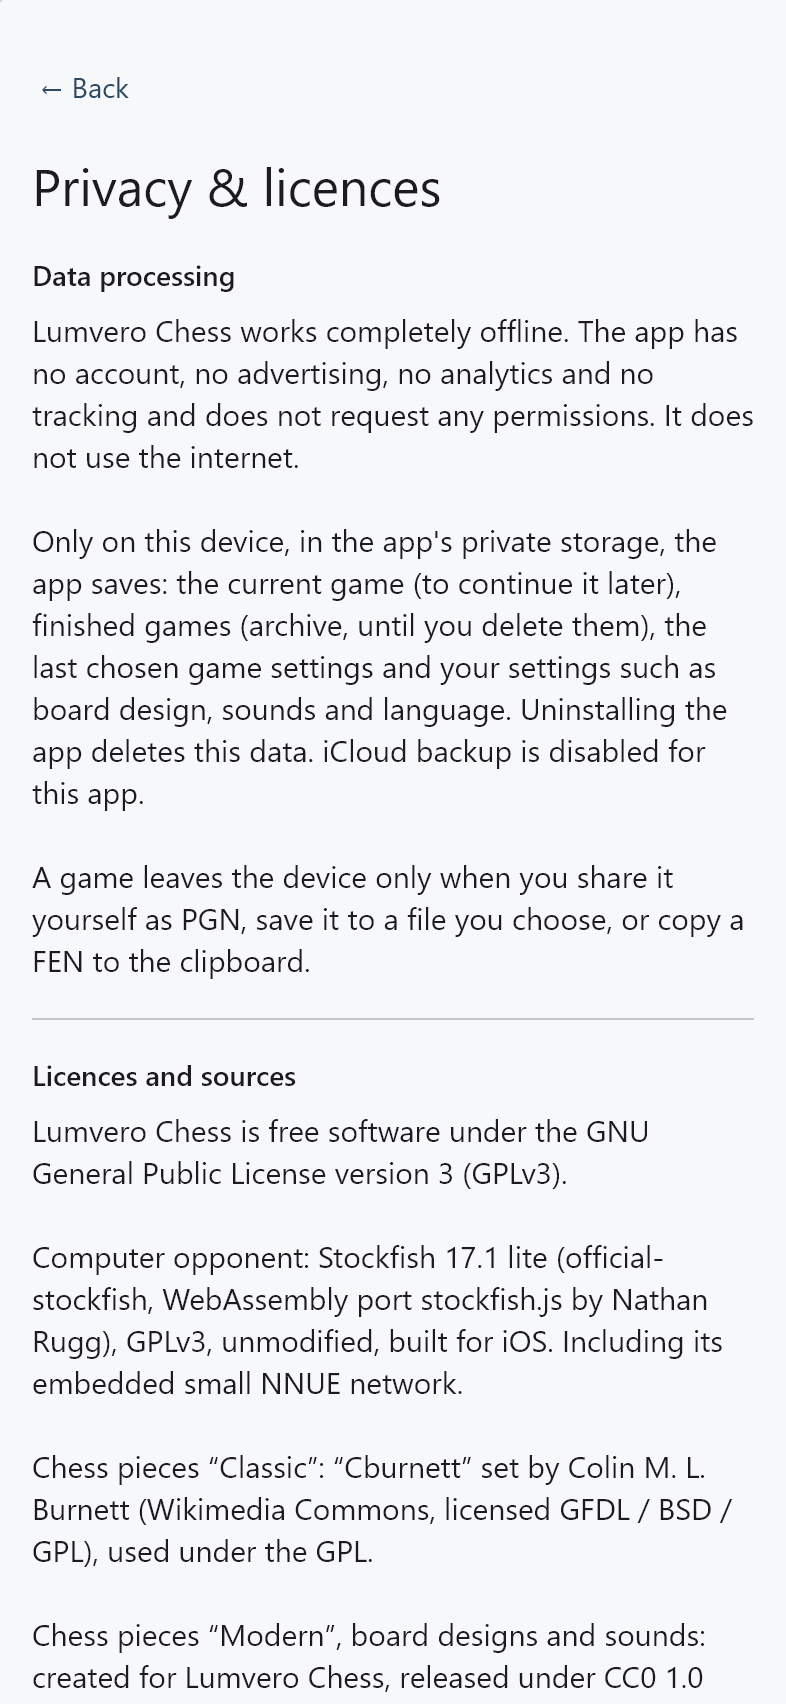 ← Back
Privacy & licences
Data processing
Lumvero Chess works completely offline. The app has
no account, no advertising, no analytics and no
tracking and does not request any permissions. It does
not use the internet.
Only on this device, in the app's private storage, the
app saves: the current game (to continue it later),
finished games (archive, until you delete them), the
last chosen game settings and your settings such as
board design, sounds and language. Uninstalling the
app deletes this data. iCloud backup is disabled for
this app.
A game leaves the device only when you share it
yourself as PGN, save it to a file you choose, or copy a
FEN to the clipboard.
Licences and sources
Lumvero Chess is free software under the GNU
General Public License version 3 (GPLv3).
Computer opponent: Stockfish 17.1 lite (official-
stockfish, WebAssembly port stockfish.js by Nathan
Rugg), GPLv3, unmodified, built for iOS. Including its
embedded small NNUE network.
Chess pieces “Classic”: “Cburnett” set by Colin M. L.
Burnett (Wikimedia Commons, licensed GFDL / BSD /
GPL), used under the GPL.
Chess pieces “Modern”, board designs and sounds:
created for Lumvero Chess, released under CC0 1.0